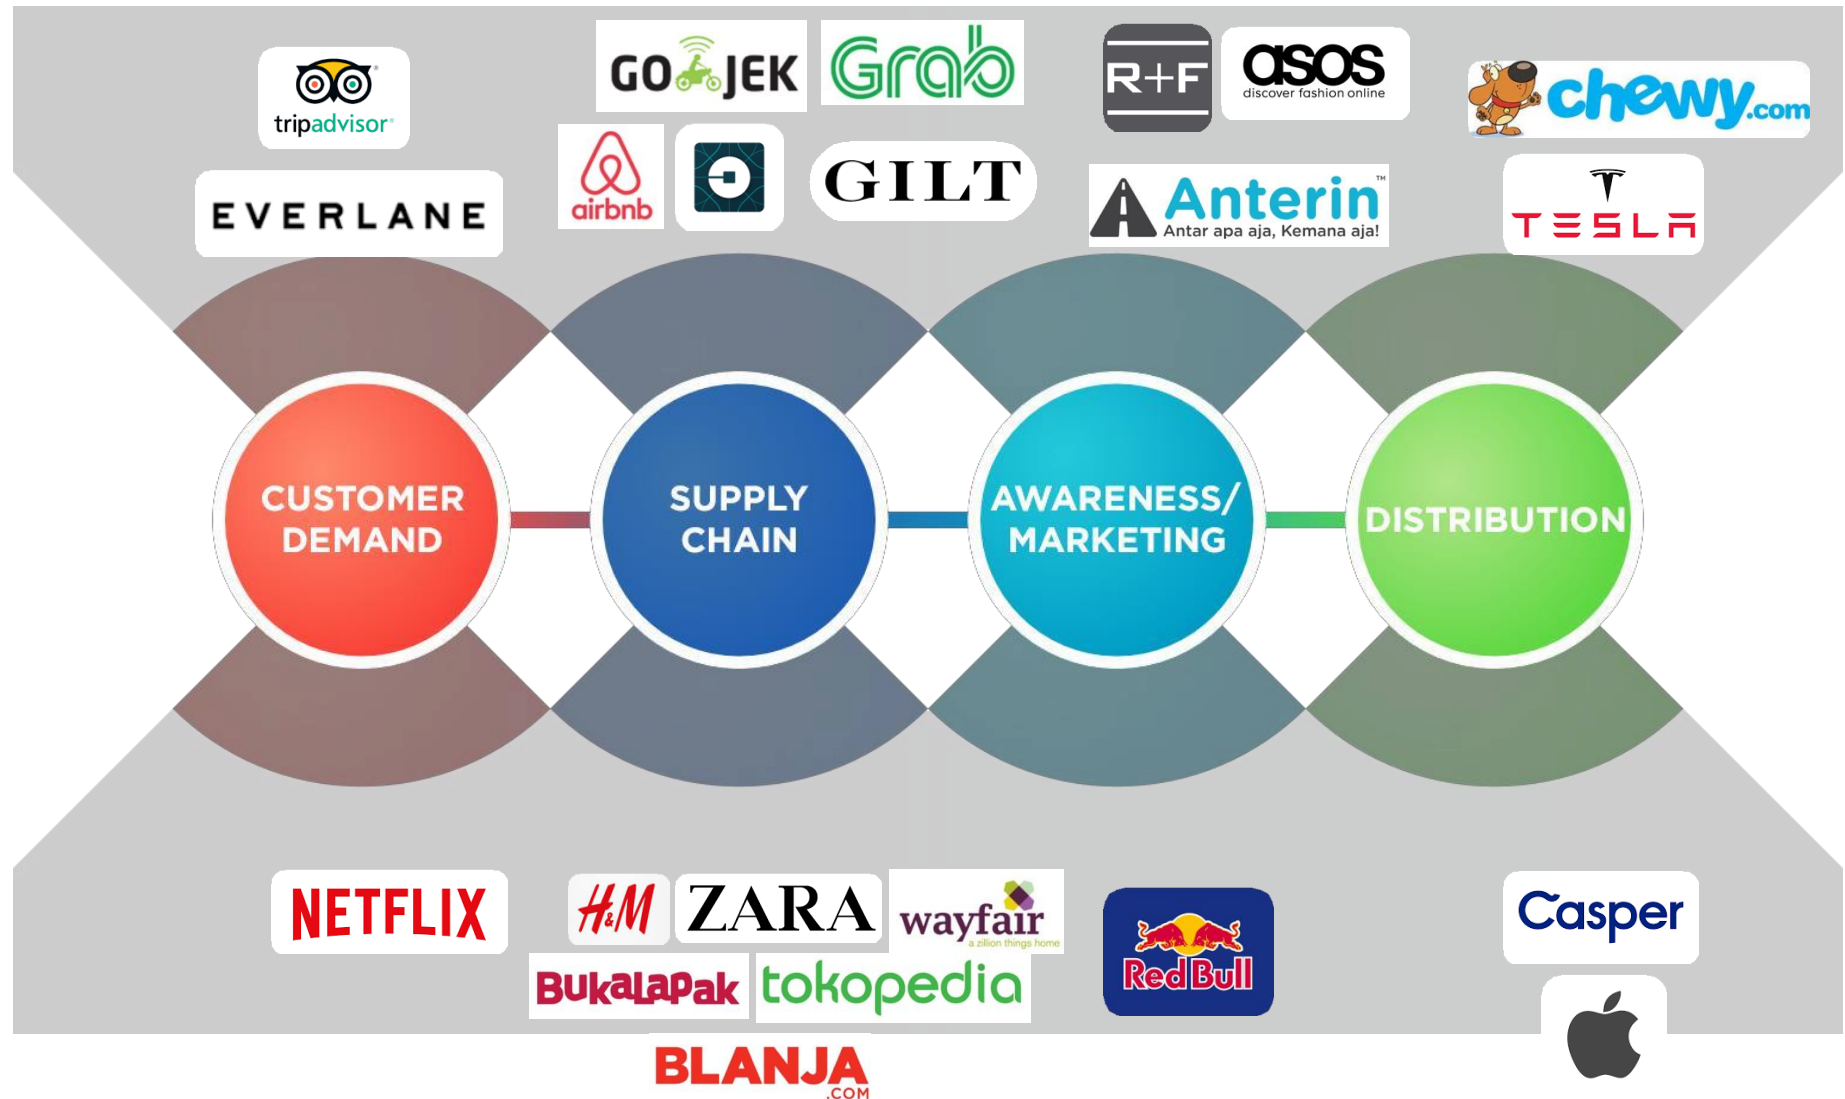 tripadvisor
EVERLANE
GO JEK
Grab
airbnb
GILT
R+F
asos
discover fashion online
chewy.com
Anterin™
Antar apa aja, Kemana aja!
TESLA
CUSTOMER
DEMAND
SUPPLY
CHAIN
AWARENESS/
MARKETING
DISTRIBUTION
NETFLIX
H&M
ZARA
wayfair
a zillion things home
BukalaPak
tokopedia
BLANJA
.COM
Red Bull
Casper